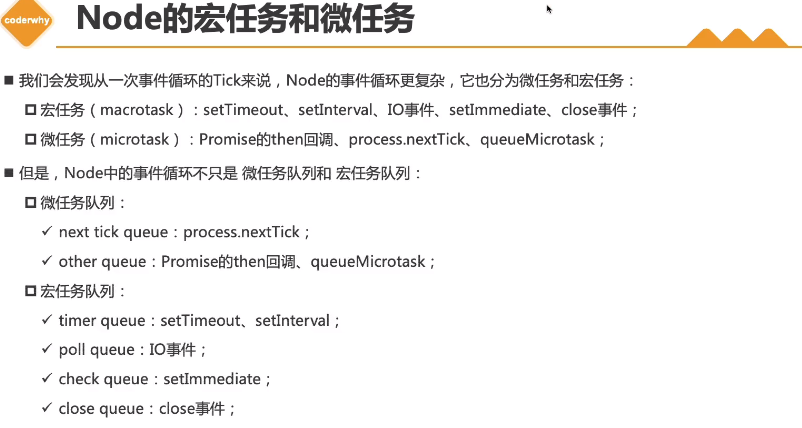 coderwhy
Node的宏任务和微任务
我们会发现从一次事件循环的Tick来说，Node的事件循环更复杂，它也分为微任务和宏任务：
宏任务（macrotask）：setTimeout、setInterval、IO事件、setImmediate、close事件；
微任务（microtask）：Promise的then回调、process.nextTick、queueMicrotask；
但是，Node中的事件循环不只是 微任务队列和 宏任务队列：
微任务队列：
next tick queue：process.nextTick；
other queue：Promise的then回调、queueMicrotask；
宏任务队列：
timer queue：setTimeout、setInterval；
poll queue：IO事件；
check queue：setImmediate；
close queue：close事件；